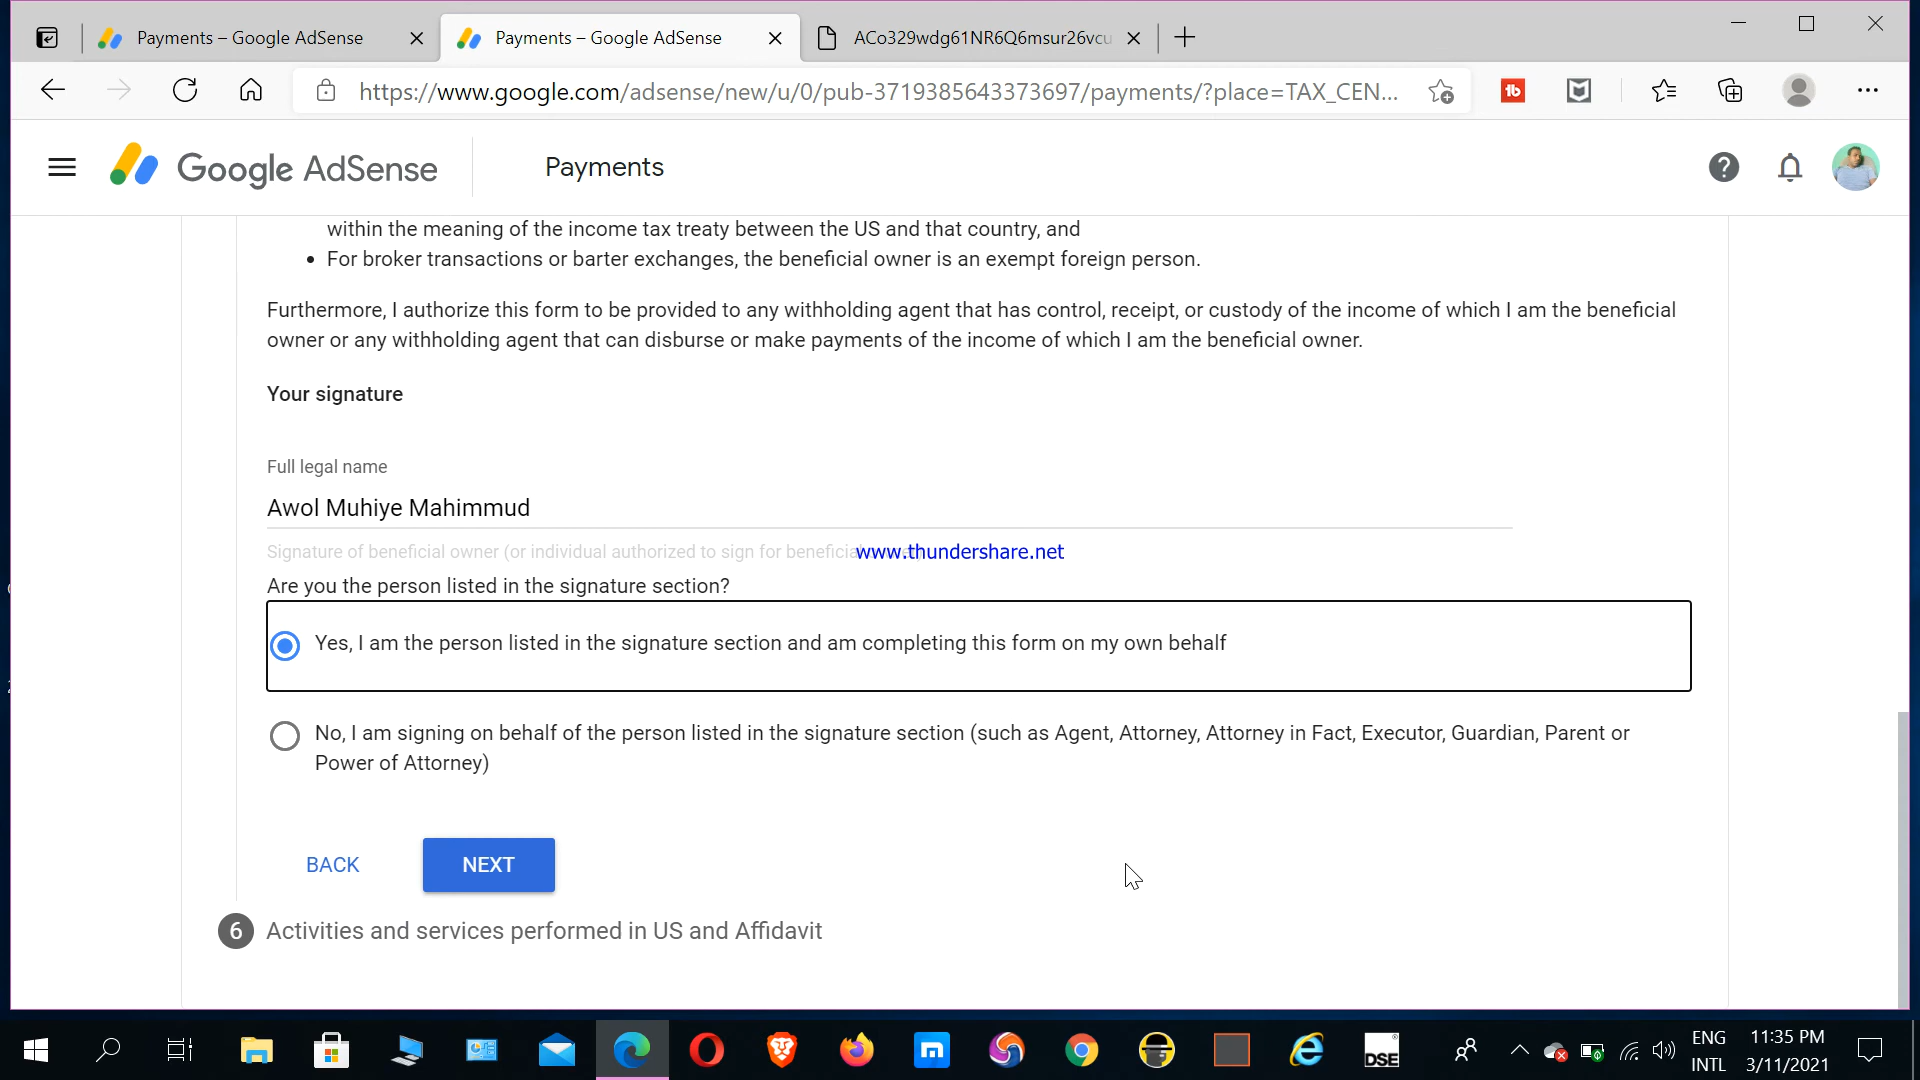 Payments – Google AdSense
Payments – Google AdSense
ACo329wdg61NR6Q6msur26vcu
https://www.google.com/adsense/new/u/0/pub-3719385643373697/payments/?place=TAX_CEN...
Google AdSense
Payments
within the meaning of the income tax treaty between the US and that country, and
• For broker transactions or barter exchanges, the beneficial owner is an exempt foreign person.
Furthermore, I authorize this form to be provided to any withholding agent that has control, receipt, or custody of the income of which I am the beneficial
owner or any withholding agent that can disburse or make payments of the income of which I am the beneficial owner.
Your signature
Full legal name
Awol Muhiye Mahimmud
Signature of beneficial owner (or individual authorized to sign for beneficial
www.thundershare.net
Are you the person listed in the signature section?
Yes, I am the person listed in the signature section and am completing this form on my own behalf
No, I am signing on behalf of the person listed in the signature section (such as Agent, Attorney, Attorney in Fact, Executor, Guardian, Parent or
Power of Attorney)
BACK
NEXT
6 Activities and services performed in US and Affidavit
DSE
ENG
INTL
11:35 PM
3/11/2021